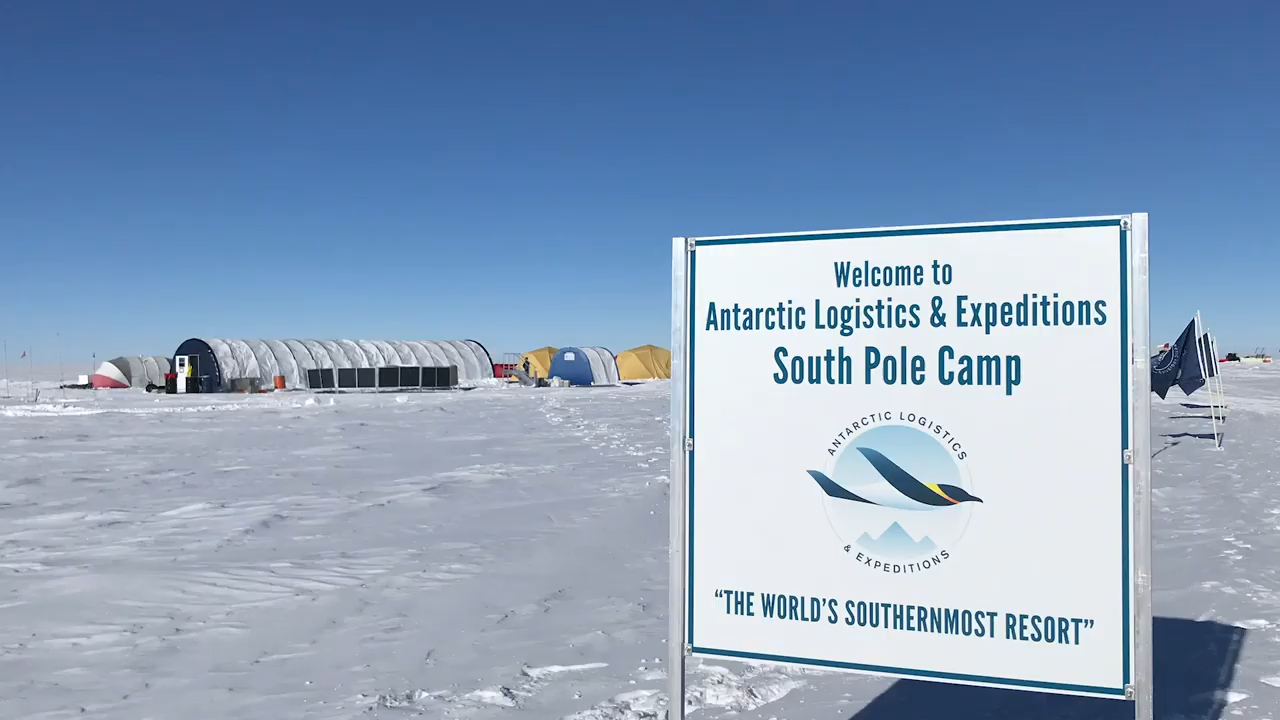 Welcome to
Antarctic Logistics & Expeditions
South Pole Camp
ANTARCTIC LOGISTICS
& EXPEDITIONS
“THE WORLD’S SOUTHERNMOST RESORT”